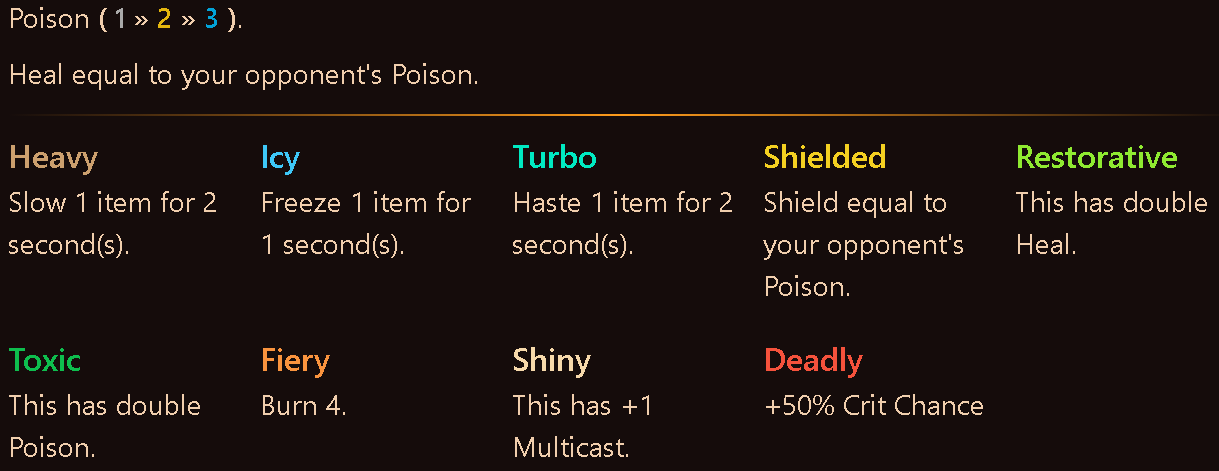 Poison ( 1 » 2 » 3 ).
Heal equal to your opponent's Poison.
Heavy
Slow 1 item for 2
second(s).
Icy
Freeze 1 item for
1 second(s).
Turbo
Haste 1 item for 2
second(s).
Shielded
Shield equal to
your opponent's
Poison.
Restorative
This has double
Heal.
Toxic
This has double
Poison.
Fiery
Burn 4.
Shiny
This has +1
Multicast.
Deadly
+50% Crit Chance